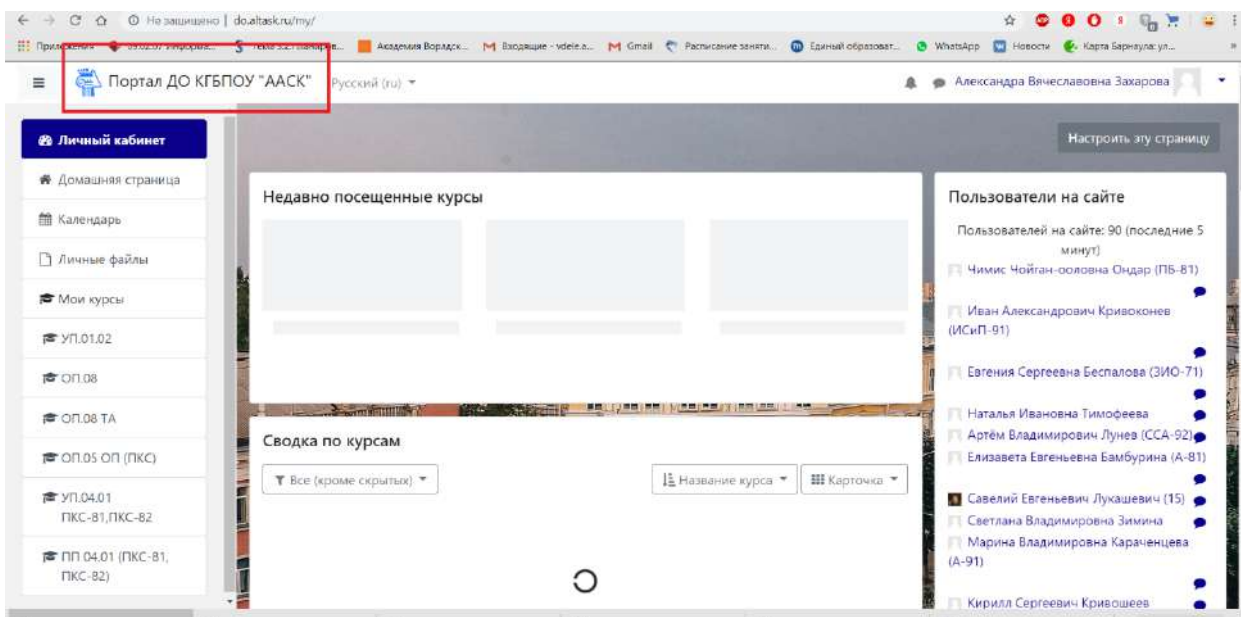 Не защищено | do.altask.ru/my/
Приложения 09.02.07 Информа... Академия Ворлдск... Входящие - vdele.a... Gmail Расписание заняти... Единый образоват... WhatsApp Новости Карта Барнаула: ул...
Портал ДО КГБПОУ "ААСК" Русский (ru) Александра Вячеславовна Захарова
Личный кабинет
Настроить эту страницу
Домашняя страница
Календарь
Личные файлы
Мои курсы
УП.01.02
ОП.08
ОП.08 ТА
ОП.05 ОП (ПКС)
УП.04.01
ПКС-81,ПКС-82
ПП 04.01 (ПКС-81,
ПКС-82)
Недавно посещенные курсы
Сводка по курсам
Все (кроме скрытых) Название курса Карточка
Пользователи на сайте
Пользователей на сайте: 90 (последние 5
минут)
Чимис Чойган-ооловна Ондар (ПБ-81)
Иван Александрович Кривоконев
(ИСиП-91)
Евгения Сергеевна Беспалова (ЗИО-71)
Наталья Ивановна Тимофеева
Артём Владимирович Лунев (ССА-92)
Елизавета Евгеньевна Бамбурина (А-81)
Савелий Евгеньевич Лукашевич (15)
Светлана Владимировна Зимина
Марина Владимировна Караченцева
(А-91)
Кирилл Сергеевич Кривошеев